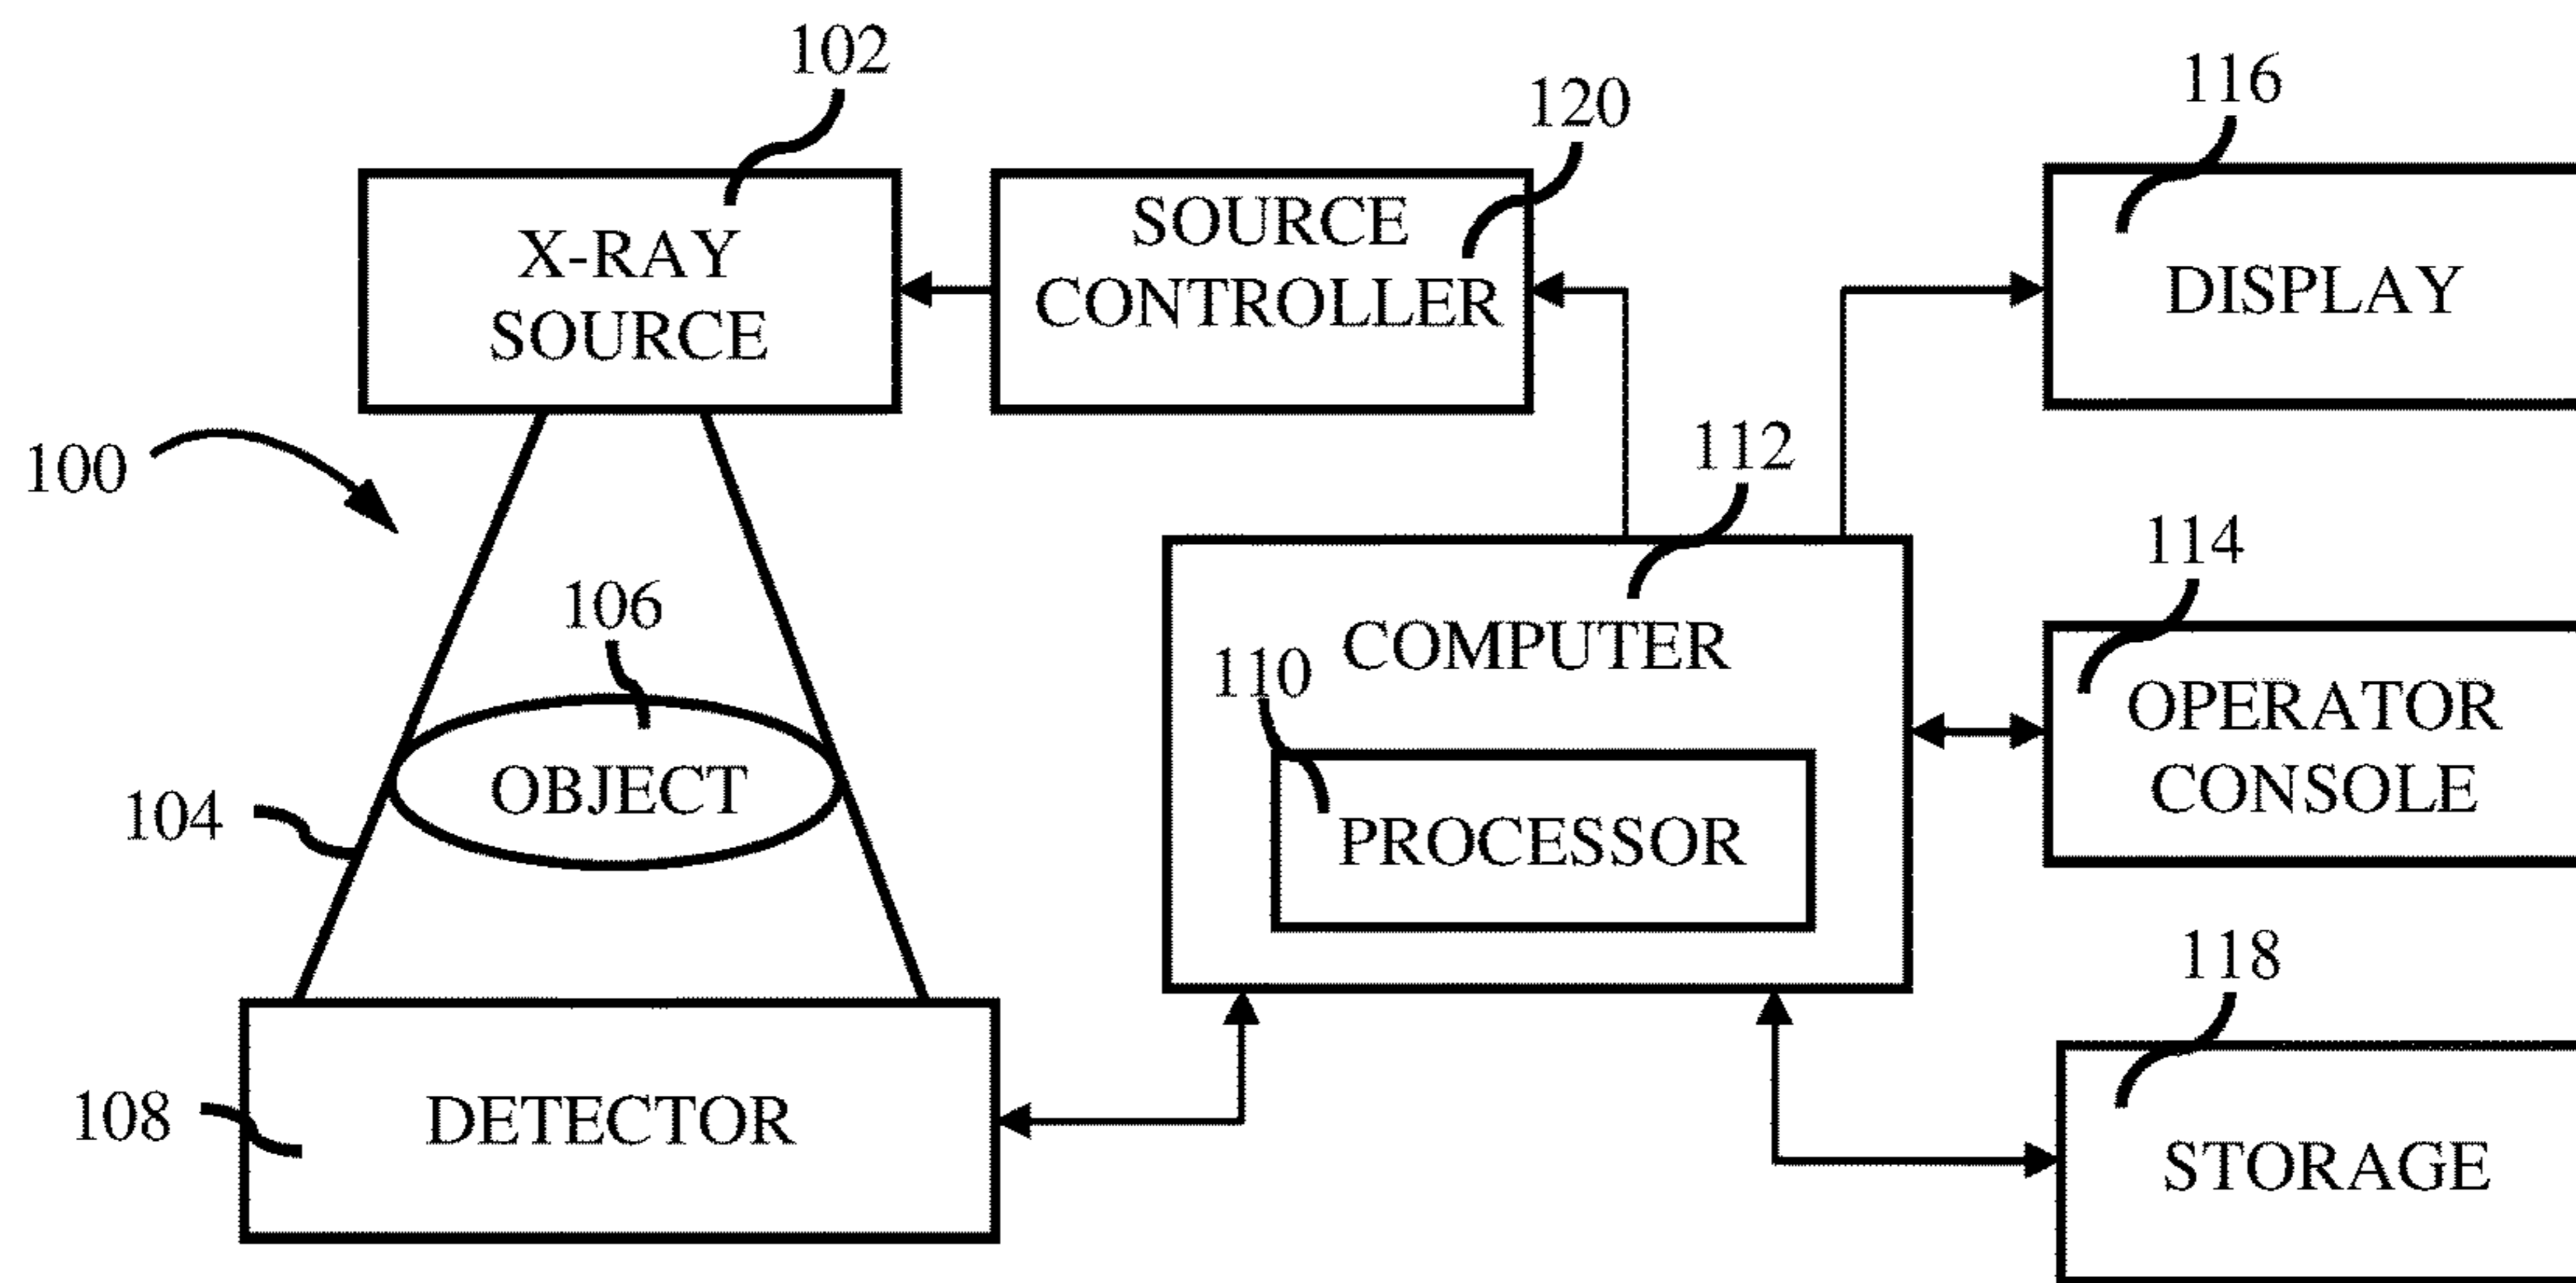 102
120
116
X-RAY
SOURCE
SOURCE
CONTROLLER
DISPLAY
100
112
114
106
COMPUTER
110
OPERATOR
CONSOLE
OBJECT
104
PROCESSOR
118
108
DETECTOR
STORAGE